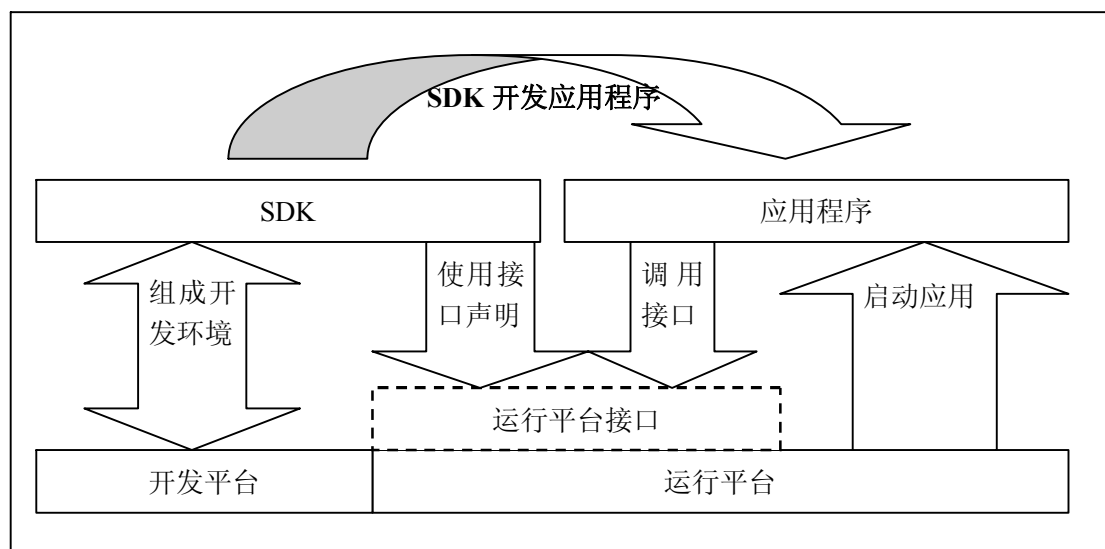 SDK 开发应用程序
SDK
应用程序
组成开
发环境
使用接
口声明
调用
接口
启动应用
运行平台接口
开发平台
运行平台